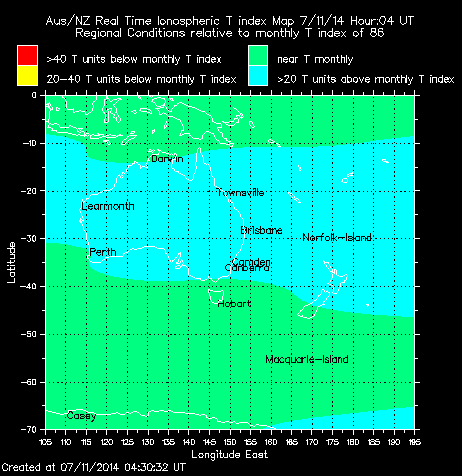 Aus/NZ Real Time Ionospheric T index Map 7/11/14 Hour:04 UT
Regional Conditions relative to monthly T index of 86
>40 T units below monthly T index
near T monthly
20-40 T units below monthly T index
>20 T units above monthly T index
0
-10
Darwin
-20
Townsville
Learmonth
Brisbane
-30
Norfolk-Island
Perth
Camden
Canberra
-40
Hobart
-50
Macquarie-Island
-60
Casey
-70
Latitude
105 110 115 120 125 130 135 140 145 150 155 160 165 170 175 180 185 190 195
Longitude East
Created at 07/11/2014 04:30:32 UT